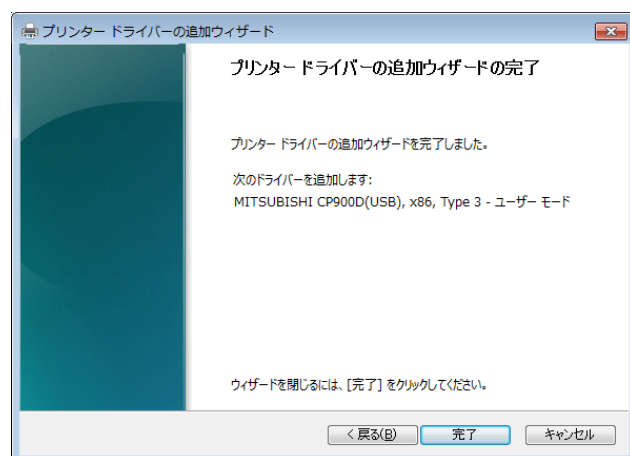 プリンター ドライバーの追加ウィザード
プリンター ドライバーの追加ウィザードの完了
プリンター ドライバーの追加ウィザードを完了しました。
次のドライバーを追加します:
MITSUBISHI CP900D(USB), x86, Type 3 - ユーザー モード
ウィザードを閉じるには、[完了] をクリックしてください。
< 戻る(B)
完了
キャンセル